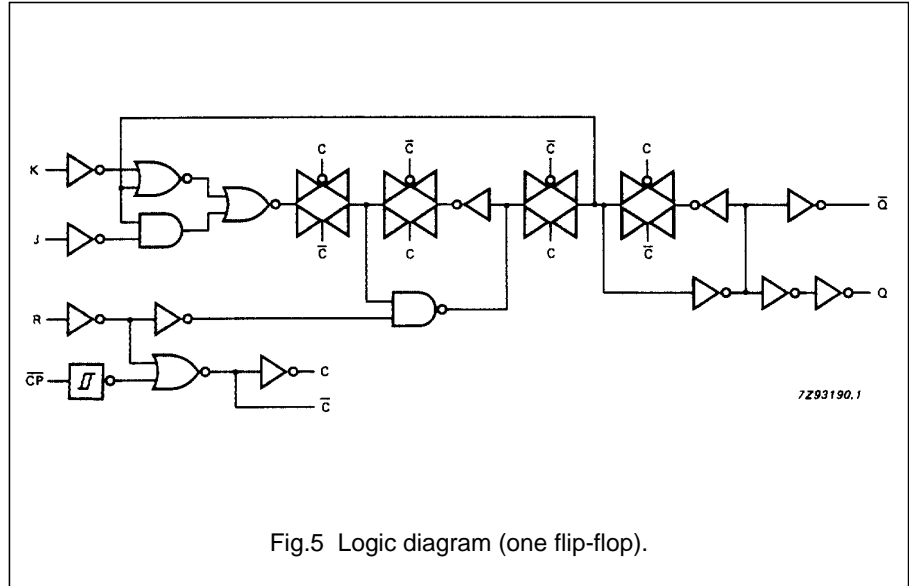 C
C̅
C̅
C
K
J
C̅
C
C
C̅
Q̅
Q
R
C̅P̅
C
C̅
7Z93190.1
Fig.5 Logic diagram (one flip-flop).